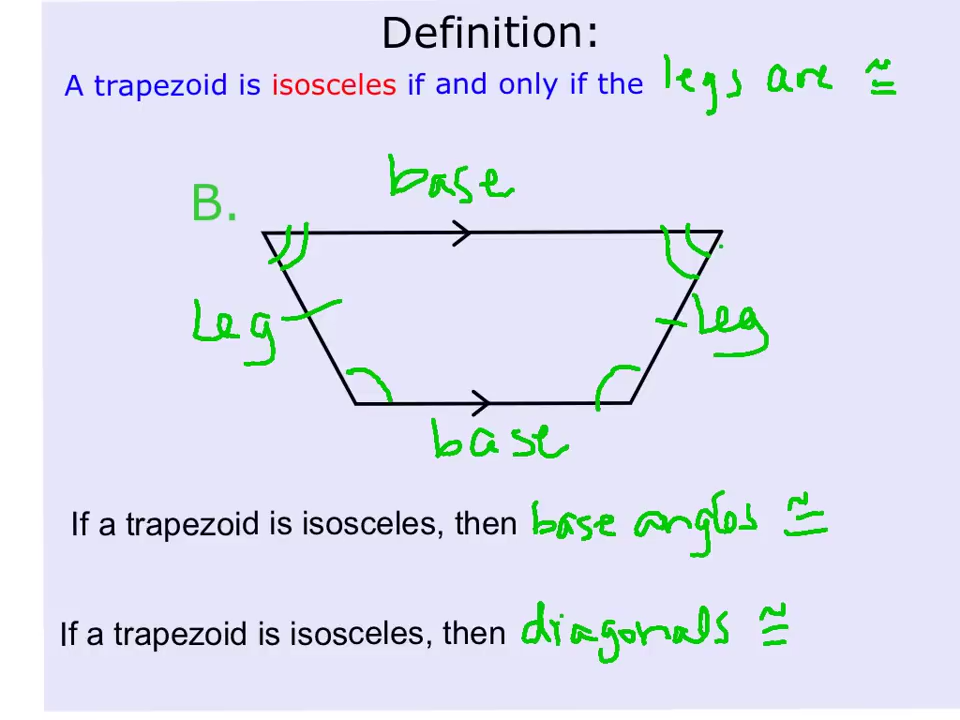 Definition:
A trapezoid is isosceles if and only if the legs are ≅
base
B.
Leg
Leg
base
If a trapezoid is isosceles, then base angles ≅
If a trapezoid is isosceles, then diagonals ≅